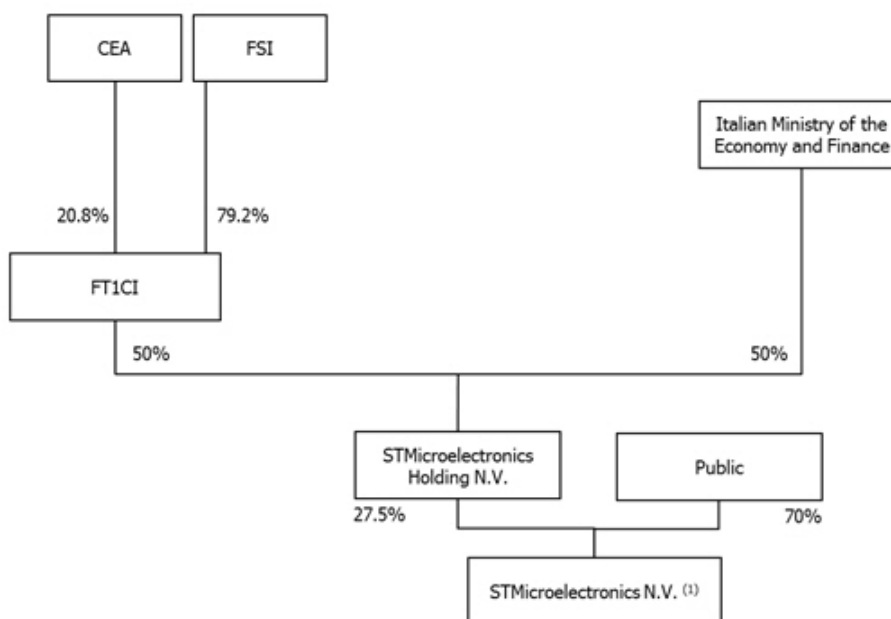 CEA
FSI
Italian Ministry of the
Economy and Finance
20.8%
79.2%
FT1CI
50%
50%
STMicroelectronics
Holding N.V.
Public
27.5%
70%
STMicroelectronics N.V. (1)